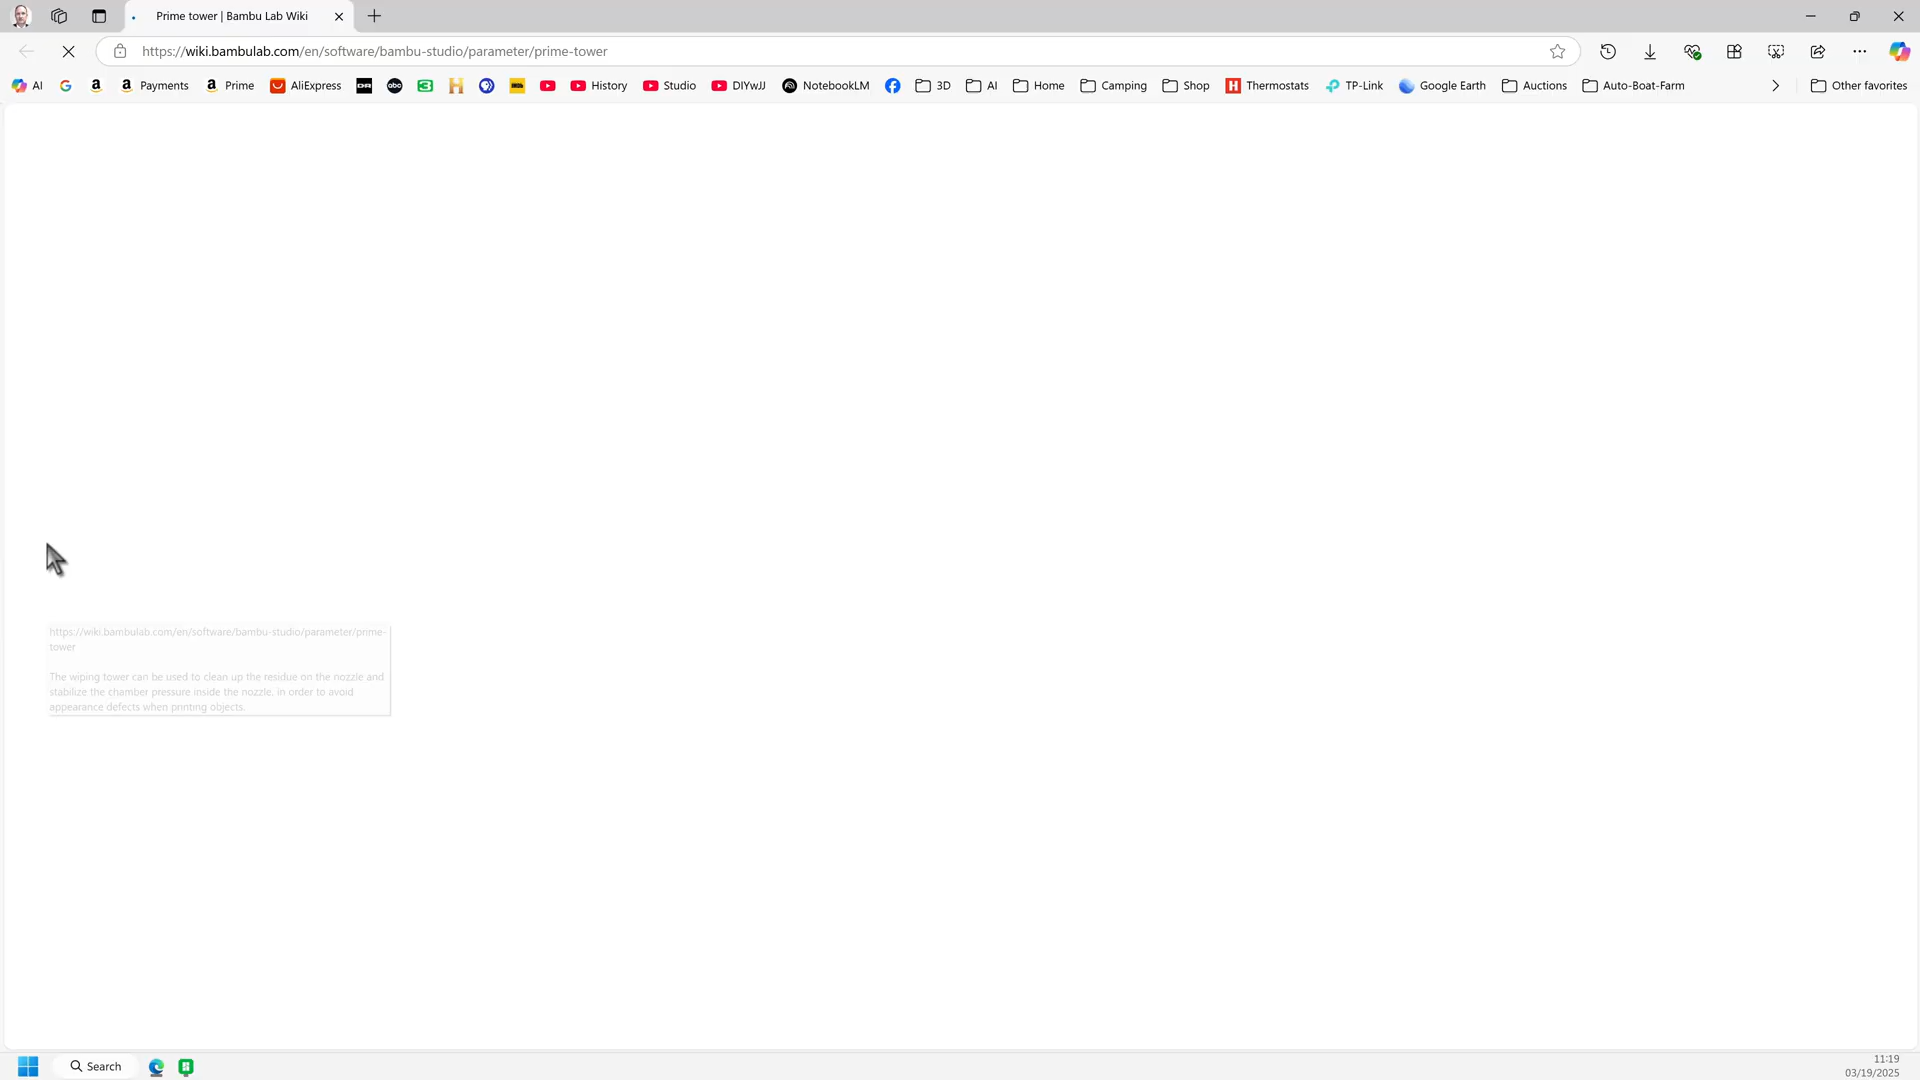 Prime tower | Bambu Lab Wiki
https://wiki.bambulab.com/en/software/bambu-studio/parameter/prime-tower
AI
Payments
Prime
AliExpress
abc
History
Studio
DIYwJJ
NotebookLM
3D
AI
Home
Camping
Shop
Thermostats
TP-Link
Google Earth
Auctions
Auto-Boat-Farm
Other favorites
https://wiki.bambulab.com/en/software/bambu-studio/parameter/prime-
tower
The wiping tower can be used to clean up the residue on the nozzle and
stabilize the chamber pressure inside the nozzle, in order to avoid
appearance defects when printing objects.
Search
11:19
03/19/2025